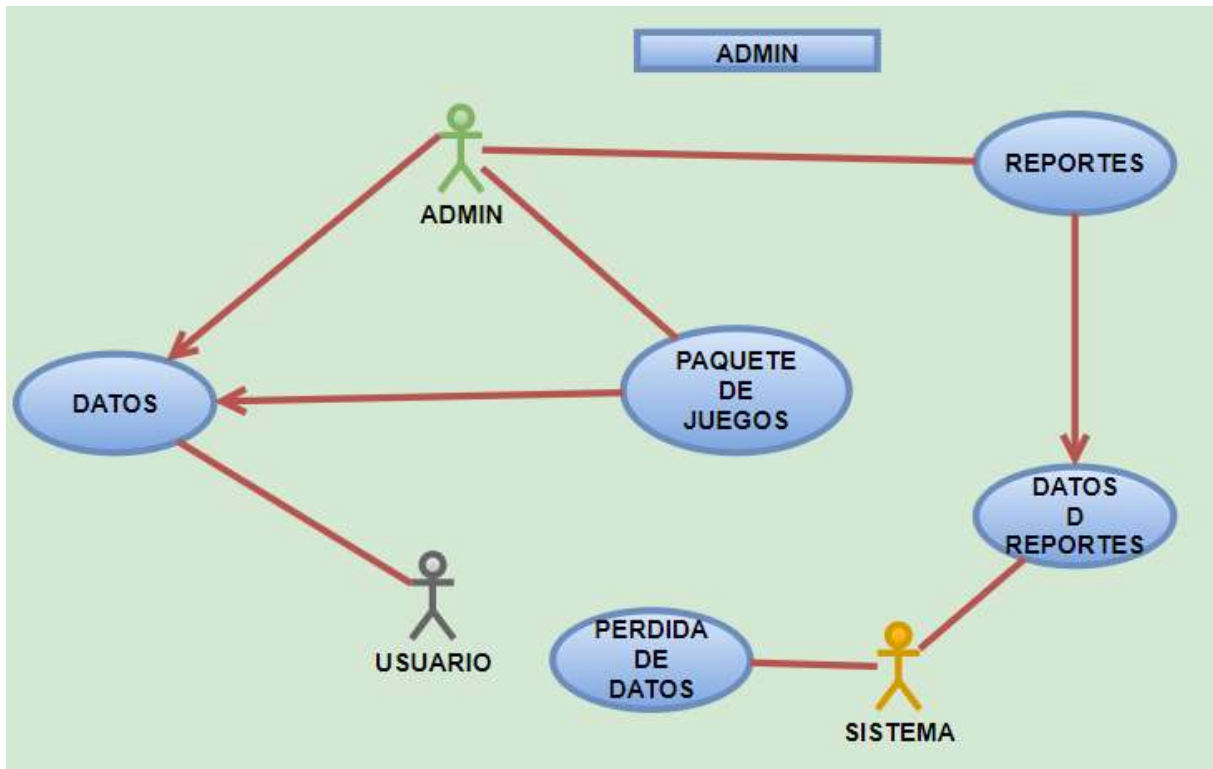 ADMIN
ADMIN
REPORTES
DATOS
PAQUETE
DE
JUEGOS
DATOS
D
REPORTES
USUARIO
PERDIDA
DE
DATOS
SISTEMA